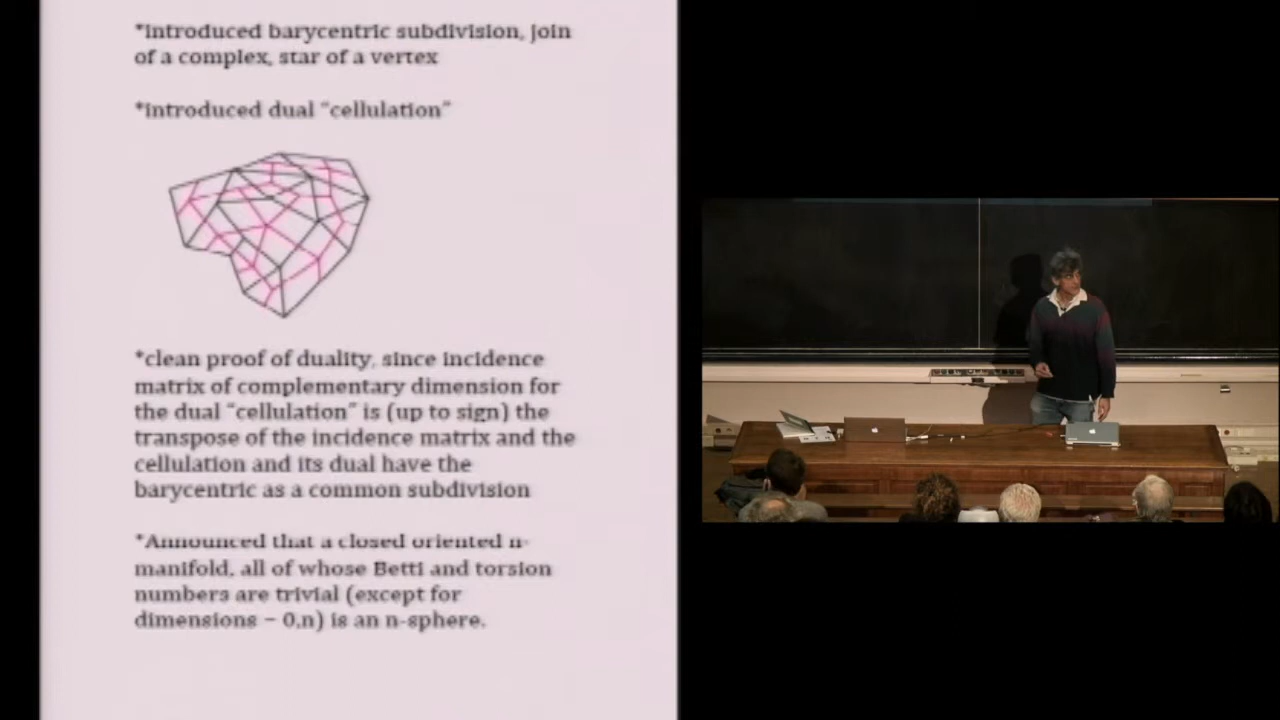 *introduced barycentric subdivision, join
of a complex, star of a vertex
*introduced dual “cellulation”
*clean proof of duality, since incidence
matrix of complementary dimension for
the dual “cellulation” is (up to sign) the
transpose of the incidence matrix and the
cellulation and its dual have the
barycentric as a common subdivision
*Announced that a closed oriented n-
manifold, all of whose Betti and torsion
numbers are trivial (except for
dimensions – 0,n) is an n-sphere.